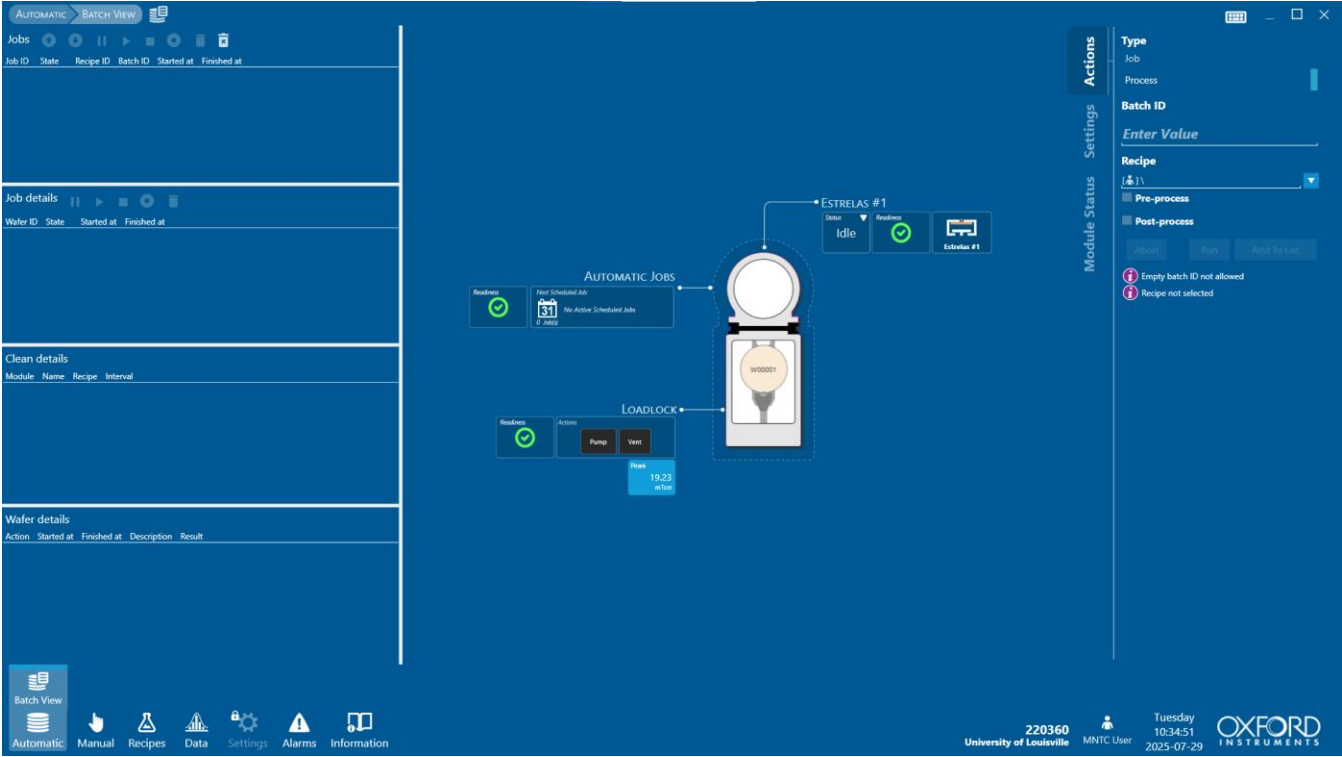 Automatic Batch View
Jobs
Job ID State Recipe ID Batch ID Started at Finished at
Job details
Wafer ID State Started at Finished at
Clean details
Module Name Recipe Interval
Wafer details
Action Started at Finished at Description Result
Estrelas #1
Status
Idle
Readiness
Estrelas #1
Automatic Jobs
Readiness
Next Scheduled Job:
31
No Active Scheduled Jobs
0 Job(s)
W00001
Loadlock
Readiness
Actions
Pump Vent
Pirani
19.23
mTorr
Actions
Settings
Module Status
Type
Job
Process
Batch ID
Enter Value
Recipe
[ ]\
Pre-process
Post-process
Abort Run Add To List
Empty batch ID not allowed
Recipe not selected
Batch View
Automatic Manual Recipes Data Settings Alarms Information
220360
University of Louisville
MNTC User
Tuesday
10:34:51
2025-07-29
OXFORD
INSTRUMENTS